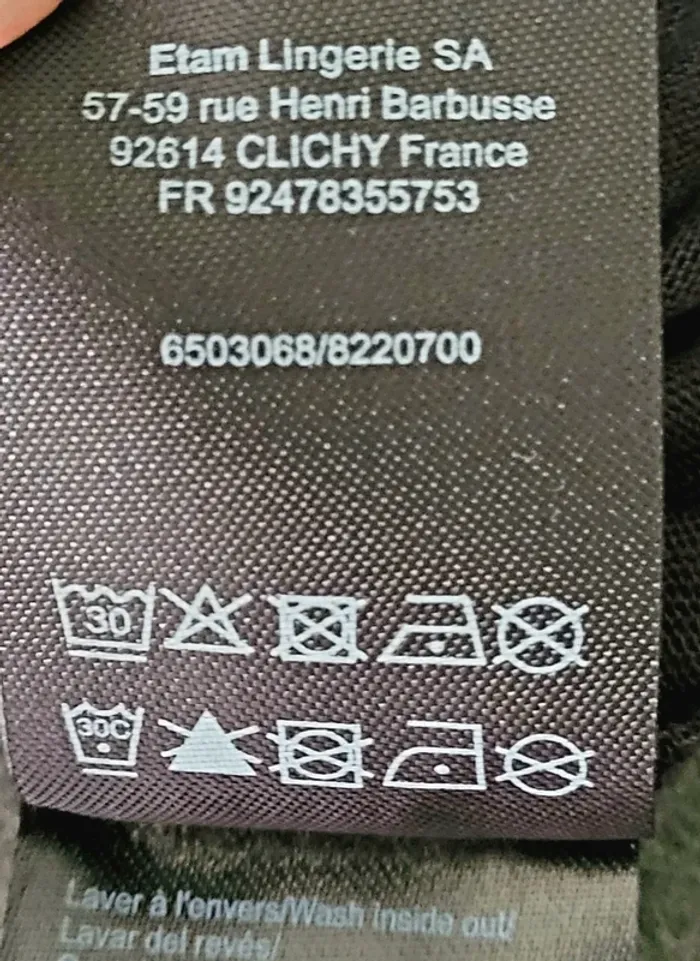 Etam Lingerie SA
57-59 rue Henri Barbusse
92614 CLICHY France
FR 92478355753
6503068/8220700
30
30C
Laver à l'envers/Wash inside out/
Lavar del revés/